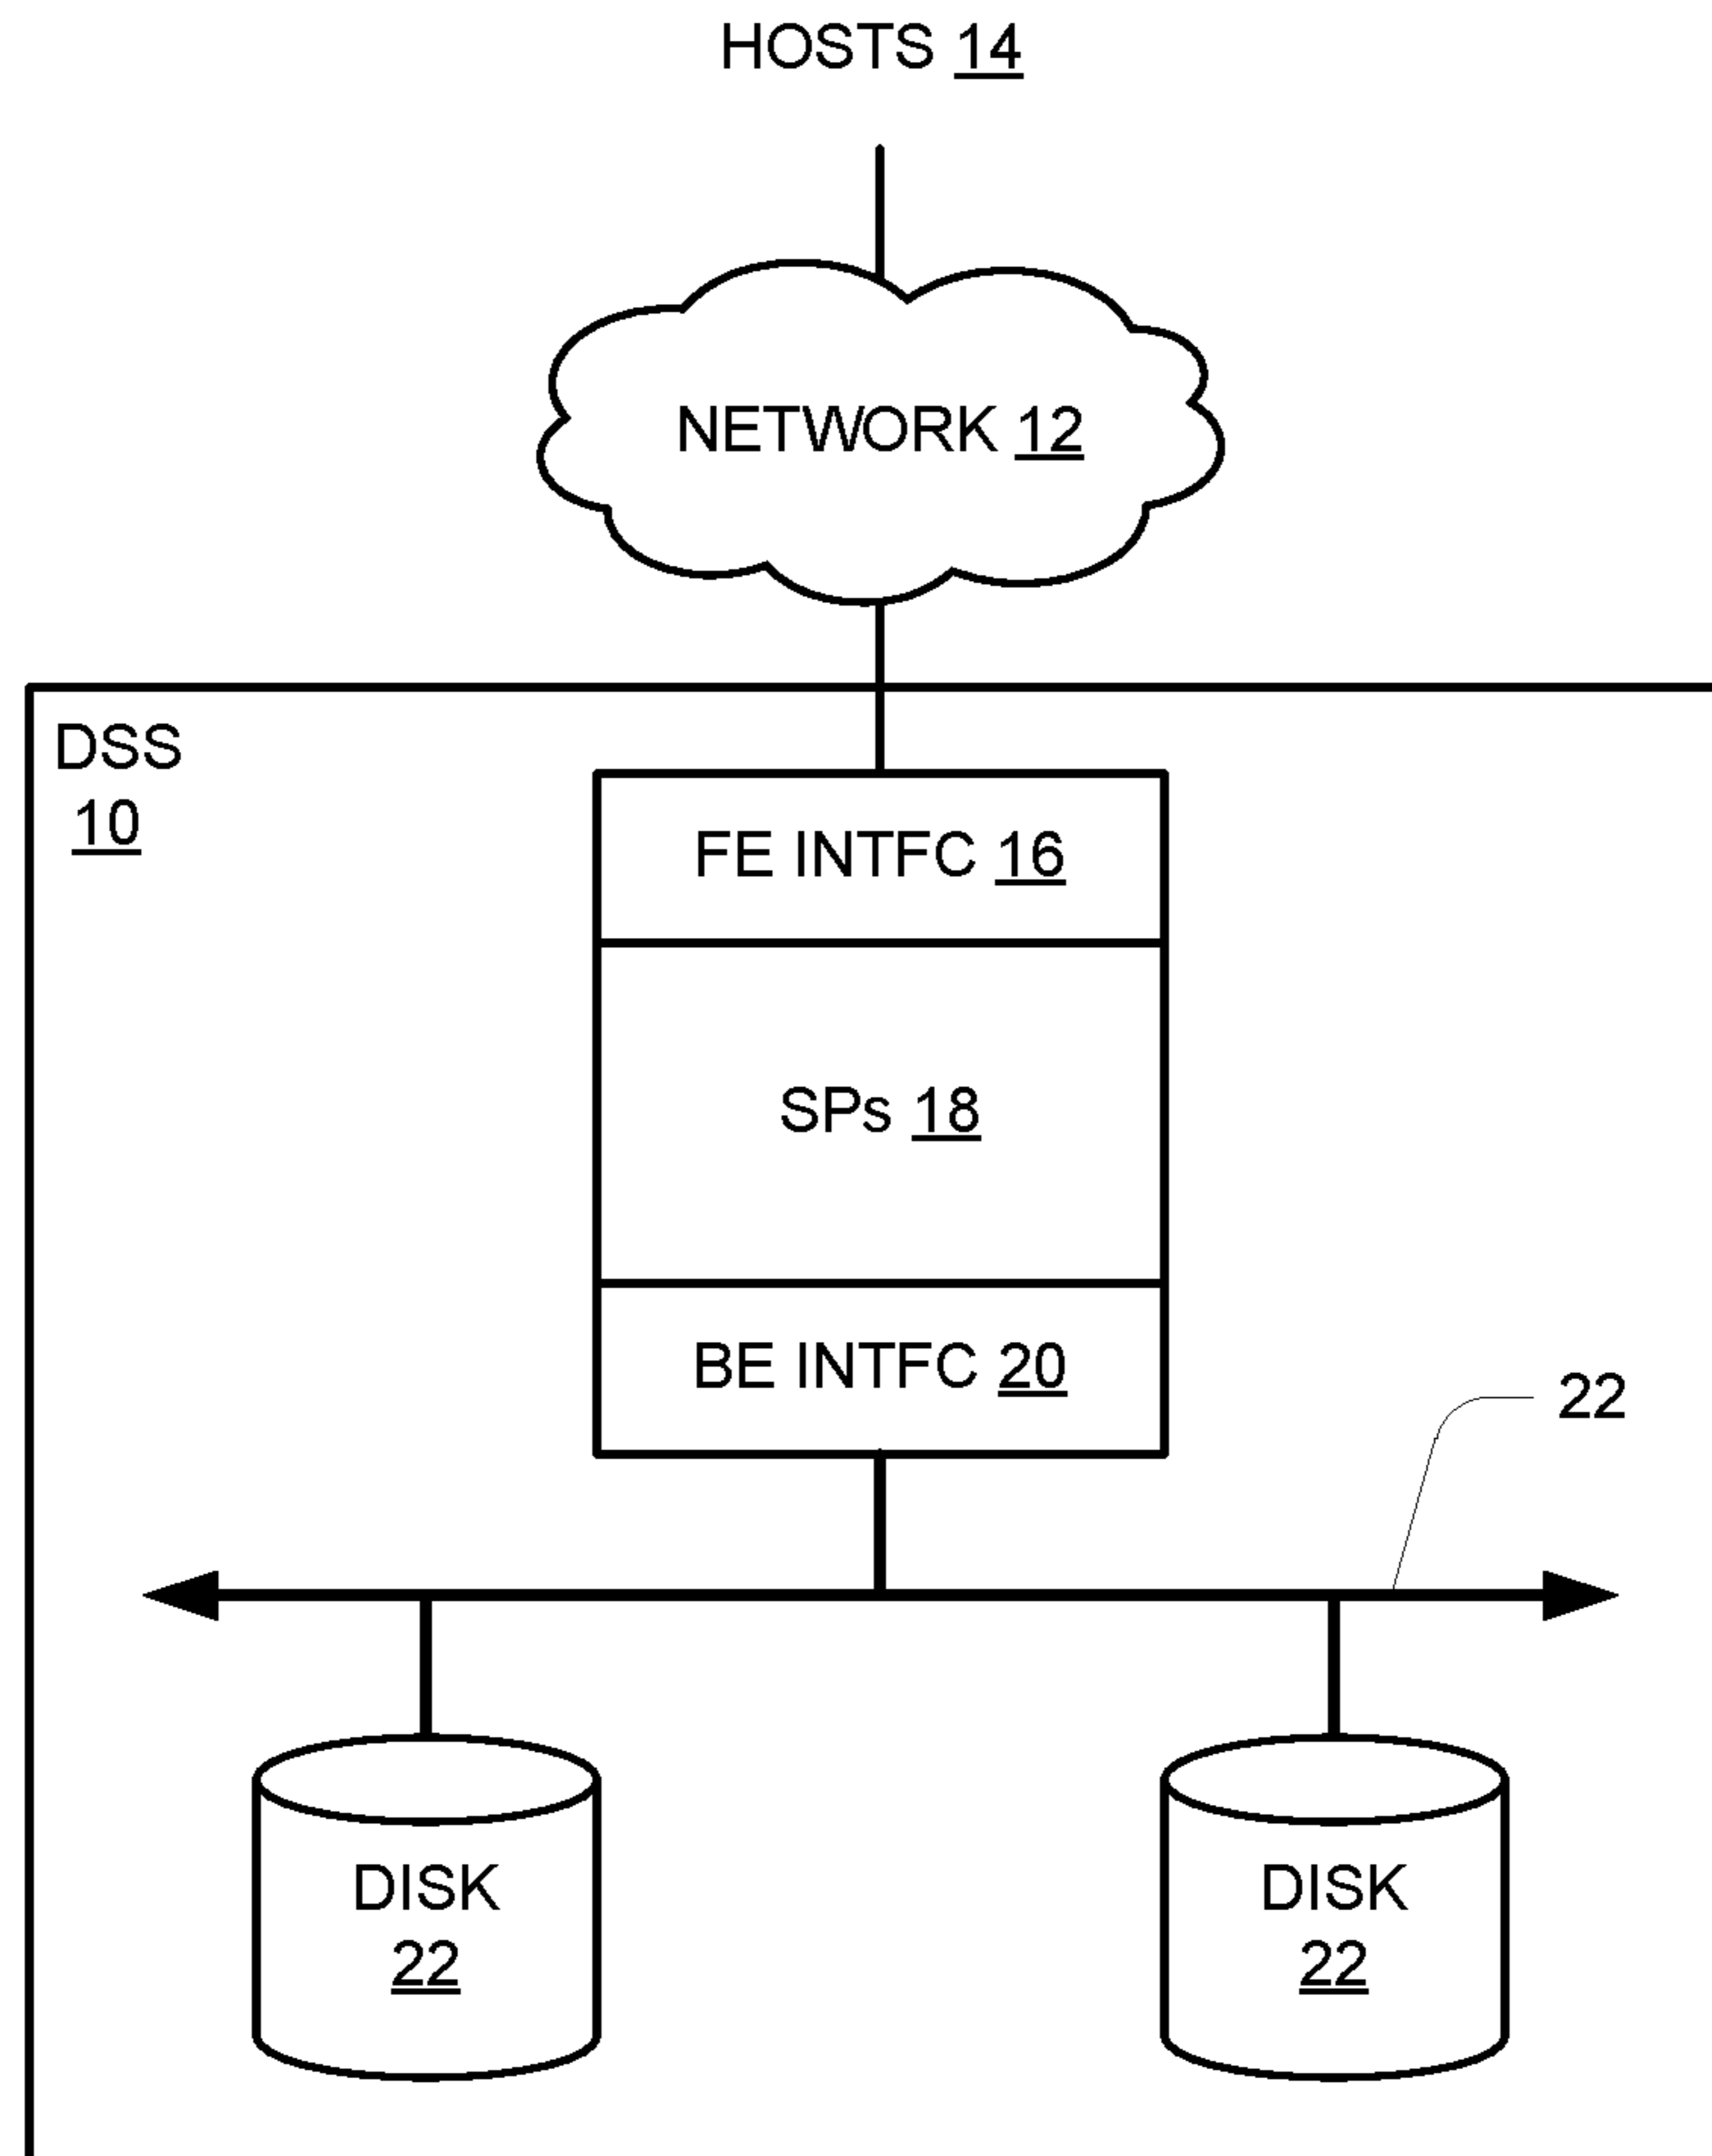 HOSTS 14
NETWORK 12
DSS
10
FE INTFC 16
SPs 18
BE INTFC 20
22
DISK
22
DISK
22